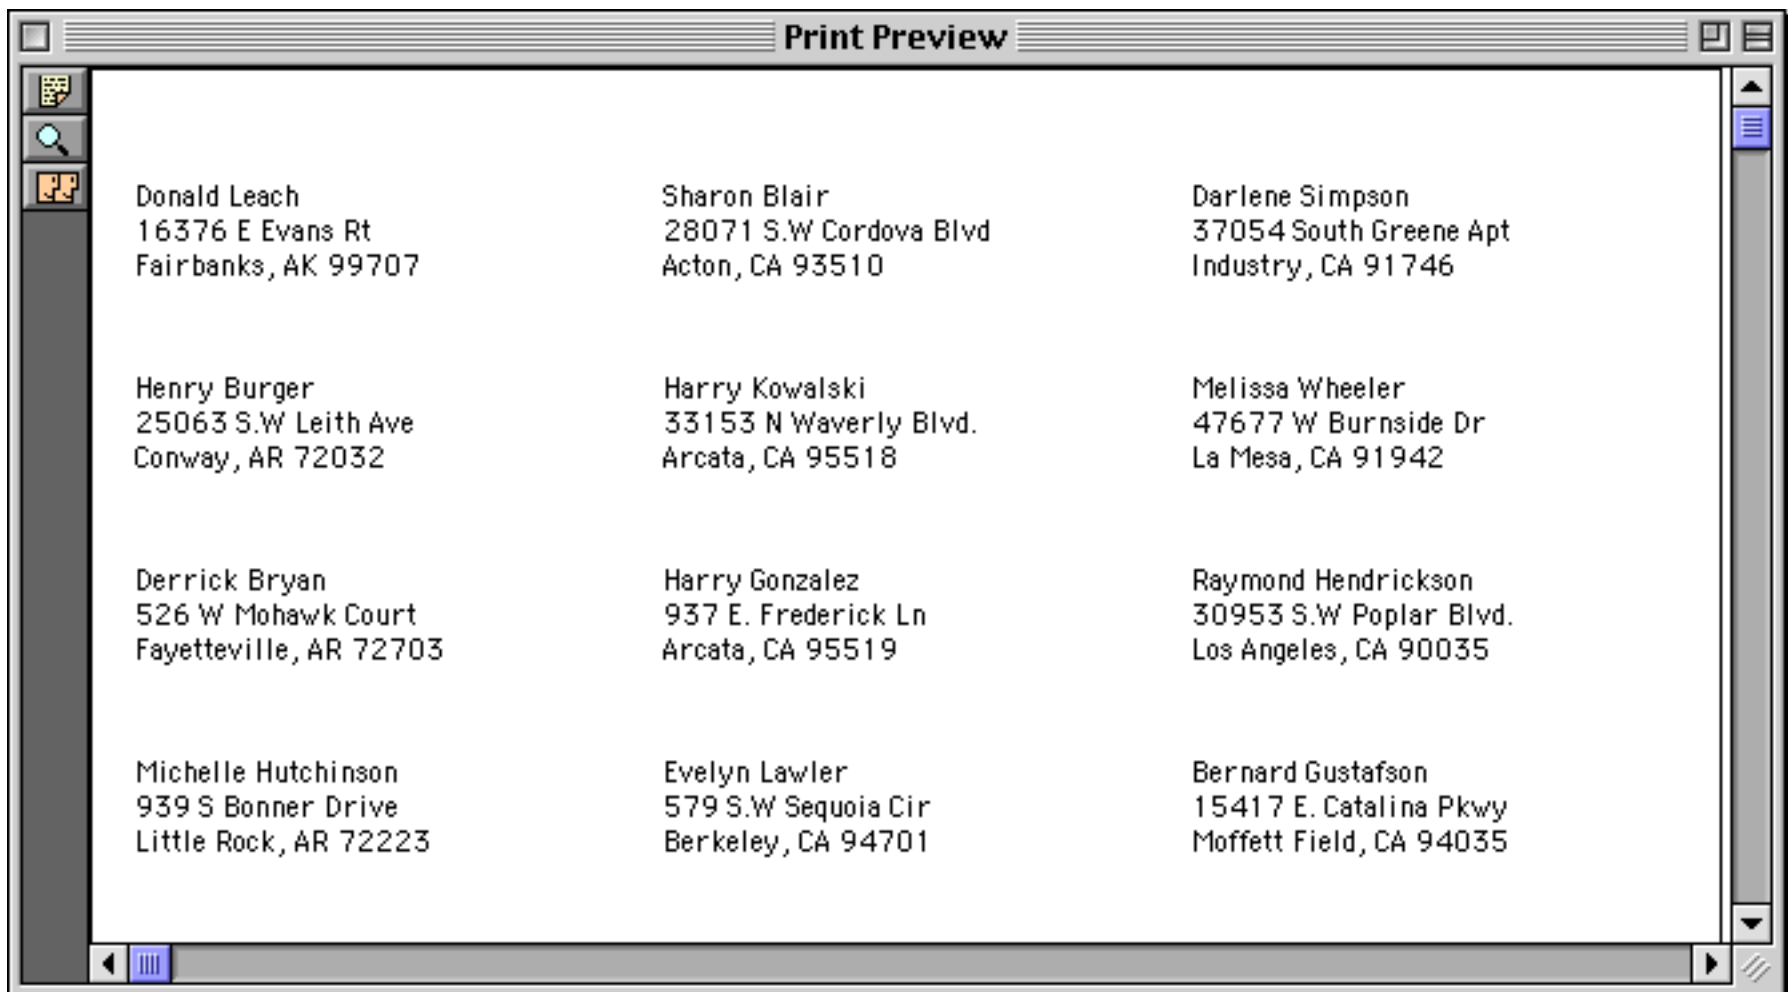 Print Preview
Donald Leach
16376 E Evans Rt
Fairbanks, AK 99707
Sharon Blair
28071 S.W Cordova Blvd
Acton, CA 93510
Darlene Simpson
37054 South Greene Apt
Industry, CA 91746
Henry Burger
25063 S.W Leith Ave
Conway, AR 72032
Harry Kowalski
33153 N Waverly Blvd.
Arcata, CA 95518
Melissa Wheeler
47677 W Burnside Dr
La Mesa, CA 91942
Derrick Bryan
526 W Mohawk Court
Fayetteville, AR 72703
Harry Gonzalez
937 E. Frederick Ln
Arcata, CA 95519
Raymond Hendrickson
30953 S.W Poplar Blvd.
Los Angeles, CA 90035
Michelle Hutchinson
939 S Bonner Drive
Little Rock, AR 72223
Evelyn Lawler
579 S.W Sequoia Cir
Berkeley, CA 94701
Bernard Gustafson
15417 E. Catalina Pkwy
Moffett Field, CA 94035